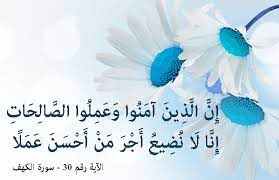 إِنَّ الَّذِينَ آمَنُوا وَعَمِلُوا الصَّالِحَاتِ
إِنَّا لَا نُضِيعُ أَجْرَ مَنْ أَحْسَنَ عَمَلًا
الآية رقم 30 - سورة الكهف